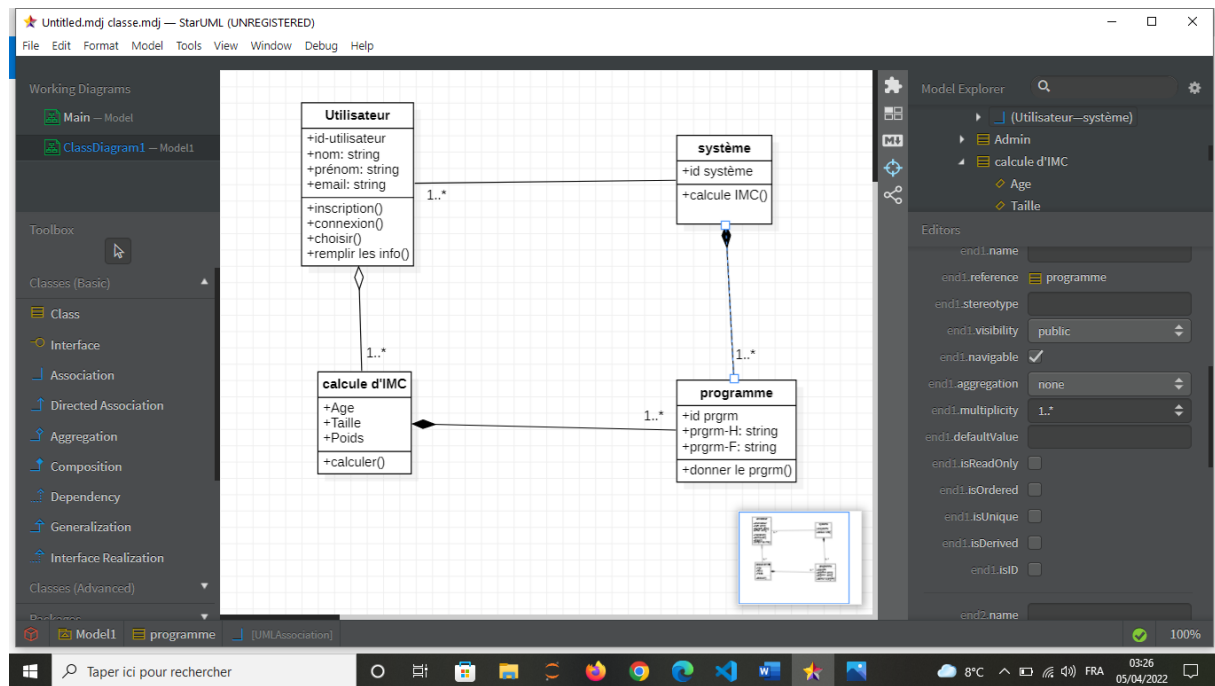 Untitled.mdj classe.mdj — StarUML (UNREGISTERED)
File Edit Format Model Tools View Window Debug Help
Working Diagrams
Main — Model
ClassDiagram1 — Model1
Toolbox
Classes (Basic)
Class
Interface
Association
Directed Association
Aggregation
Composition
Dependency
Generalization
Interface Realization
Classes (Advanced)
Packages
Utilisateur
+id-utilisateur
+nom: string
+prénom: string
+email: string
+inscription()
+connexion()
+choisir()
+remplir les info()
1..*
système
+id système
+calcule IMC()
1..*
calcule d'IMC
+Age
+Taille
+Poids
+calculer()
1..*
1..*
programme
+id prgrm
+prgrm-H: string
+prgrm-F: string
+donner le prgrm()
M
Model Explorer
(Utilisateur—système)
Admin
calcule d'IMC
Age
Taille
Editors
end1.name
end1.reference programme
end1.stereotype
end1.visibility public
end1.navigable
end1.aggregation none
end1.multiplicity 1..*
end1.defaultValue
end1.isReadOnly
end1.isOrdered
end1.isUnique
end1.isDerived
end1.isID
end2.name
Model1 programme [UMLAssociation]
100%
Taper ici pour rechercher
8°C
FRA
03:26
05/04/2022